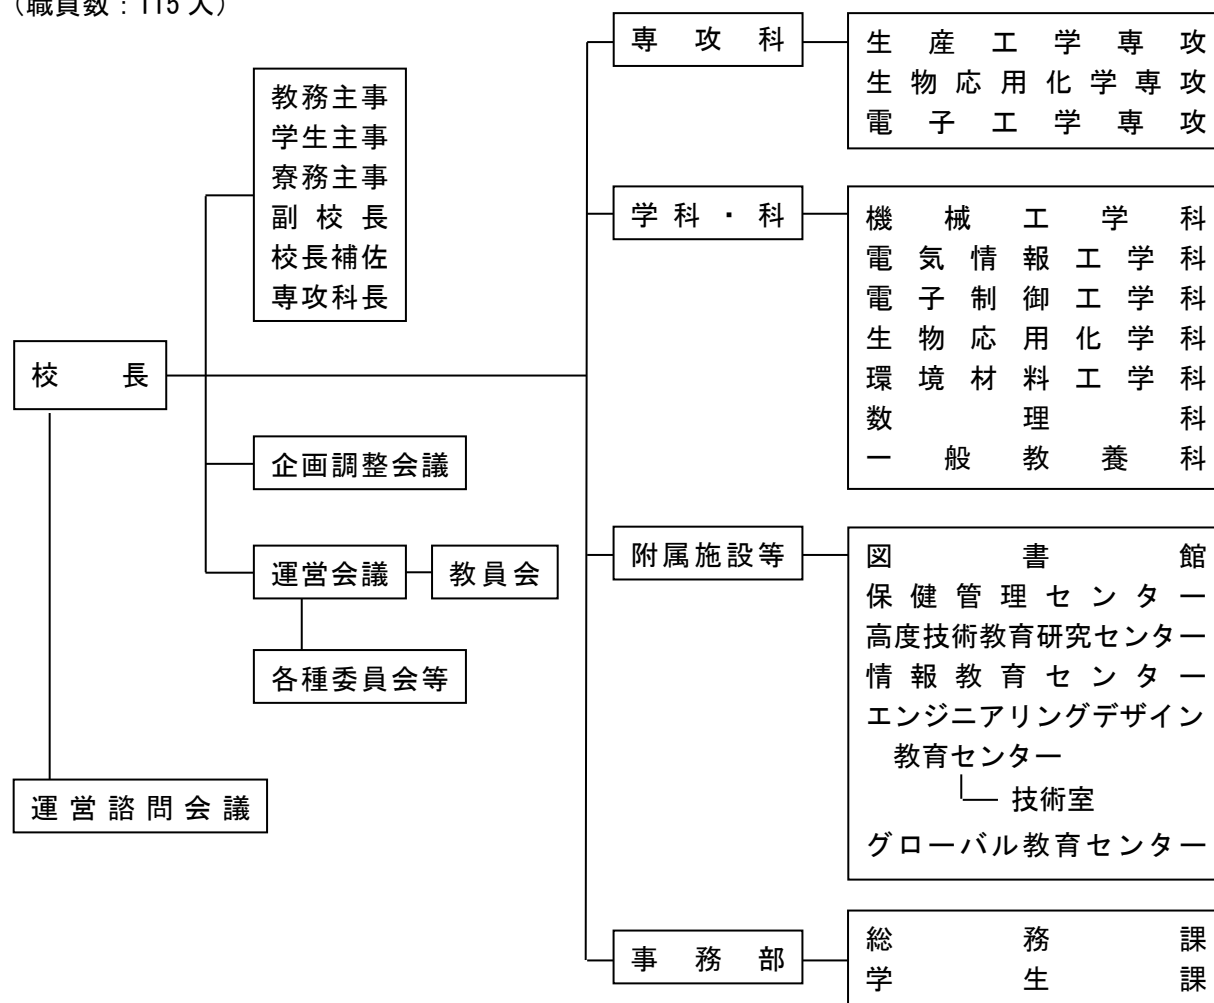 （職員数：115 人）
専攻科
生産工学専攻
生物応用化学専攻
電子工学専攻
教務主事
学生主事
寮務主事
副校長
校長補佐
専攻科長
学科・科
機械工学科
電気情報工学科
電子制御工学科
生物応用化学科
環境材料工学科
数理科
一般教養科
校長
企画調整会議
運営会議
教員会
各種委員会等
運営諮問会議
附属施設等
図書館
保健管理センター
高度技術教育研究センター
情報教育センター
エンジニアリングデザイン
教育センター
技術室
グローバル教育センター
事務部
総務課
学生課